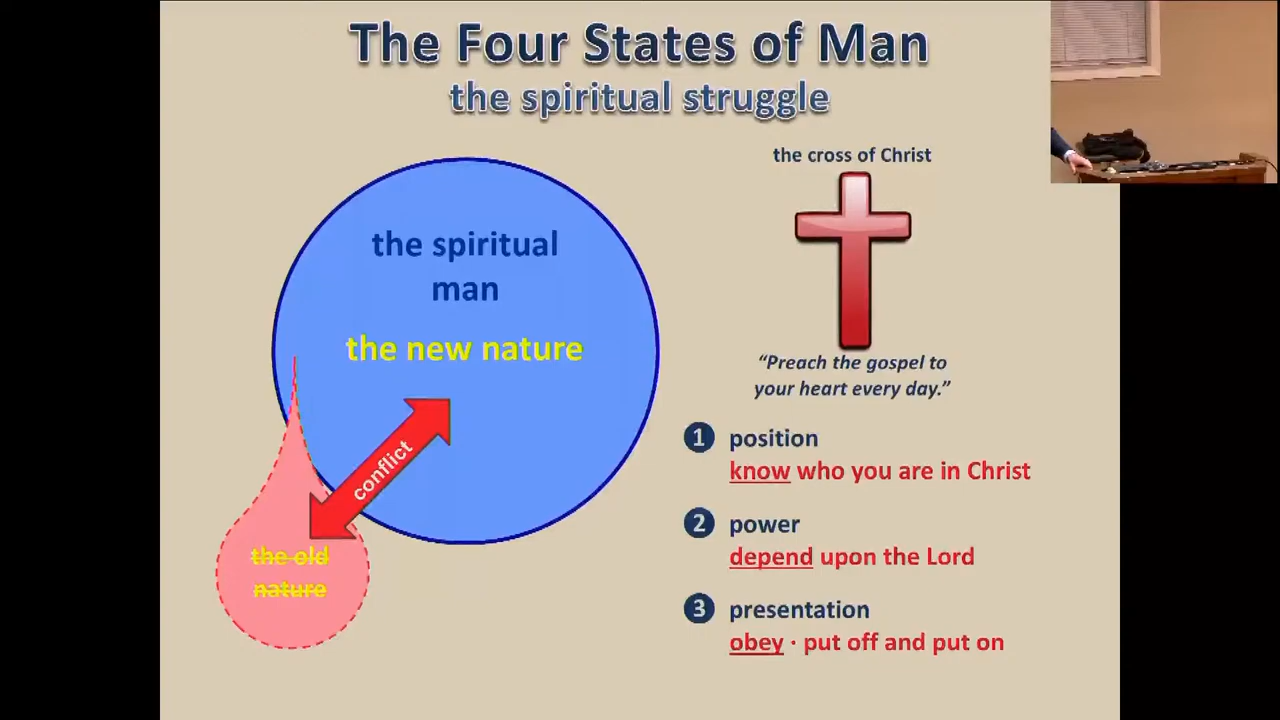 The Four States of Man
the spiritual struggle
the spiritual
man
the new nature
conflict
the old
nature
the cross of Christ
“Preach the gospel to
your heart every day.”
1 position
know who you are in Christ
2 power
depend upon the Lord
3 presentation
obey · put off and put on